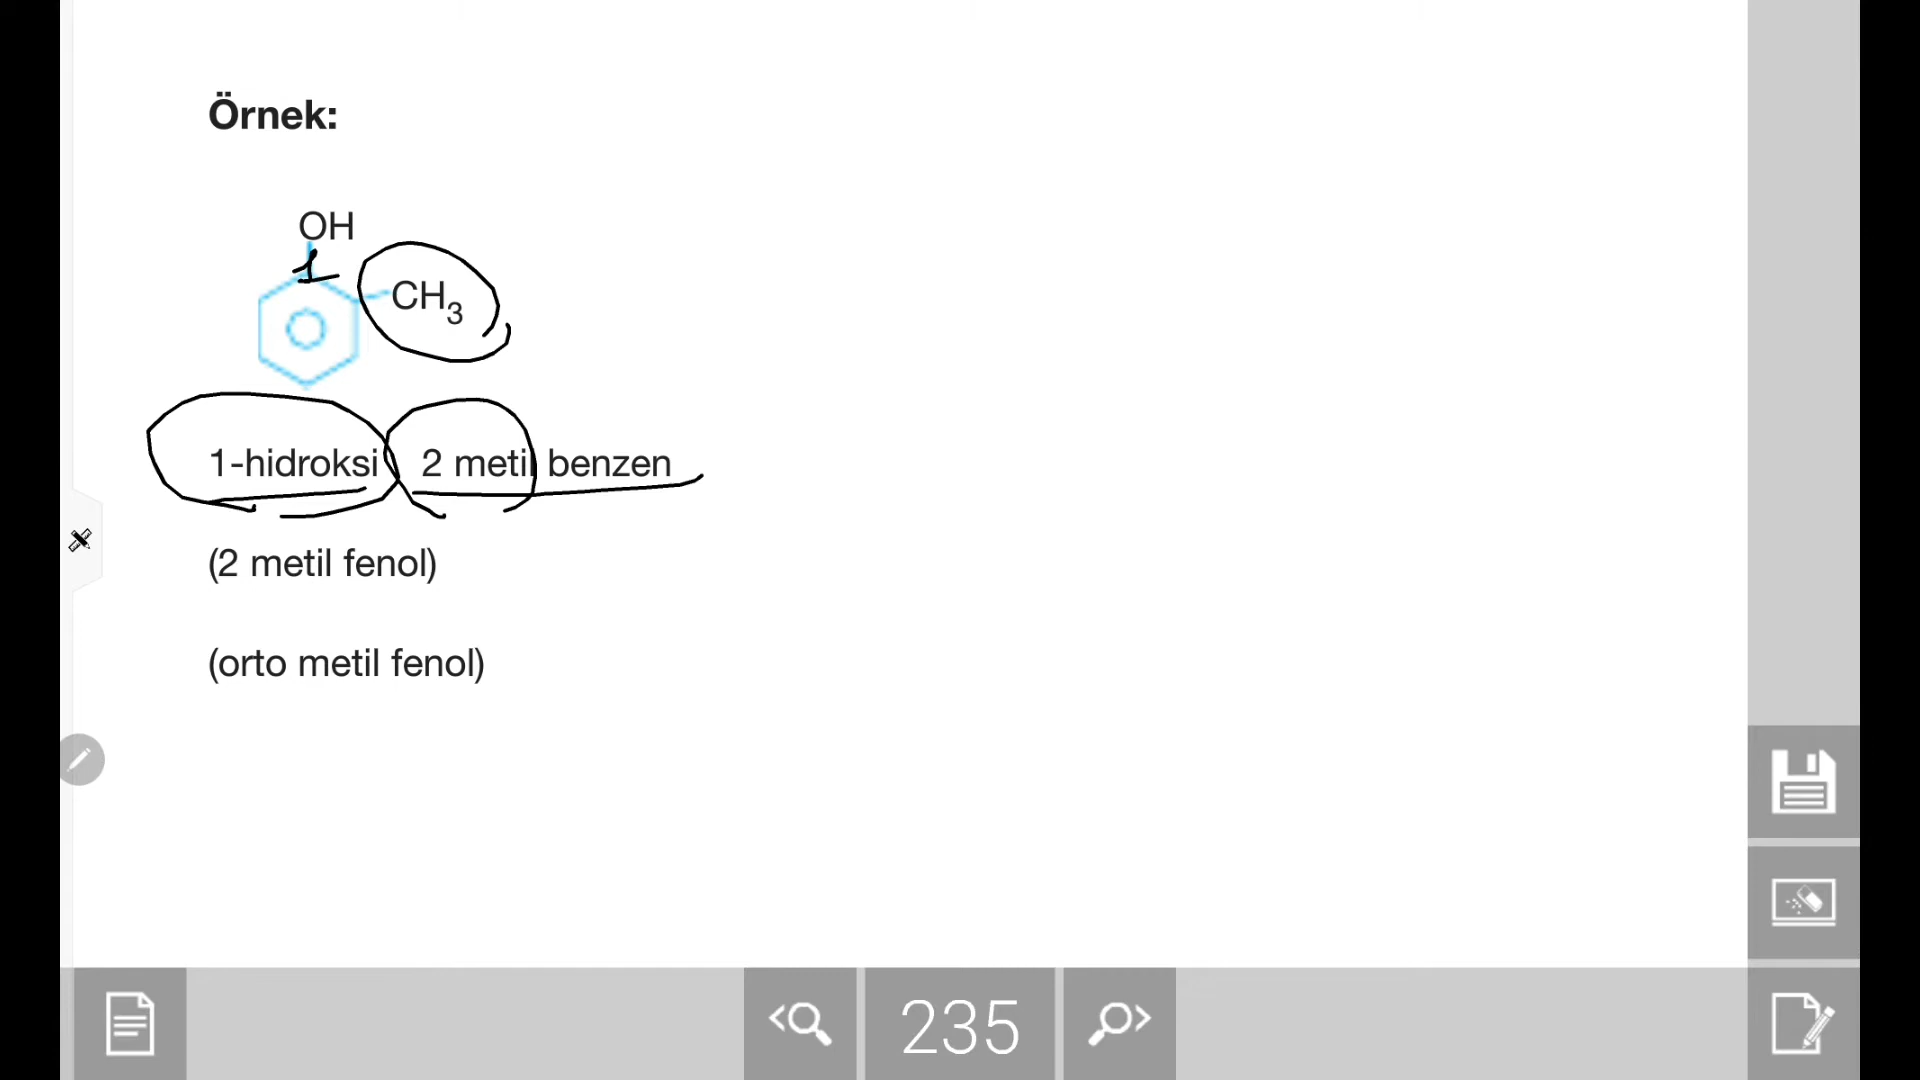 Örnek:
OH
1
CH₃
1-hidroksi 2 metil benzen
(2 metil fenol)
(orto metil fenol)
235